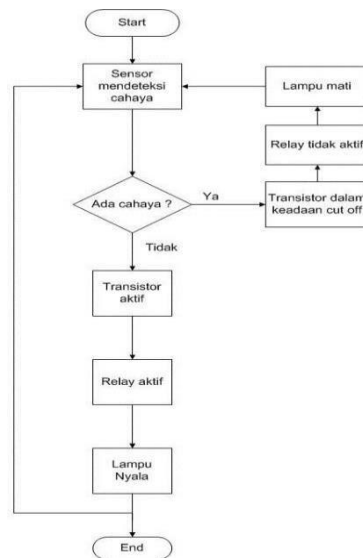 Start
Sensor
mendeteksi
cahaya
Lampu mati
Relay tidak aktif
Transistor dalam
keadaan cut off
Ada cahaya ?
Ya
Tidak
Transistor
aktif
Relay aktif
Lampu
Nyala
End